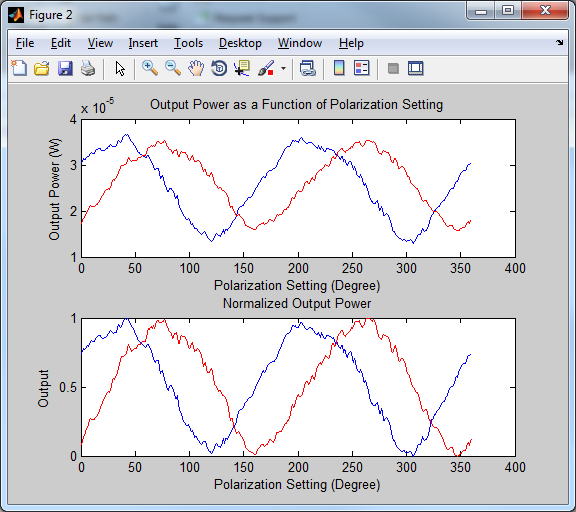 Figure 2
Request Support
File Edit View Insert Tools Desktop Window Help
Output Power as a Function of Polarization Setting
x 10^-5
4
3
2
1
Output Power (W)
0 50 100 150 200 250 300 350 400
Polarization Setting (Degree)
Normalized Output Power
1
0.5
0
Output
0 50 100 150 200 250 300 350 400
Polarization Setting (Degree)